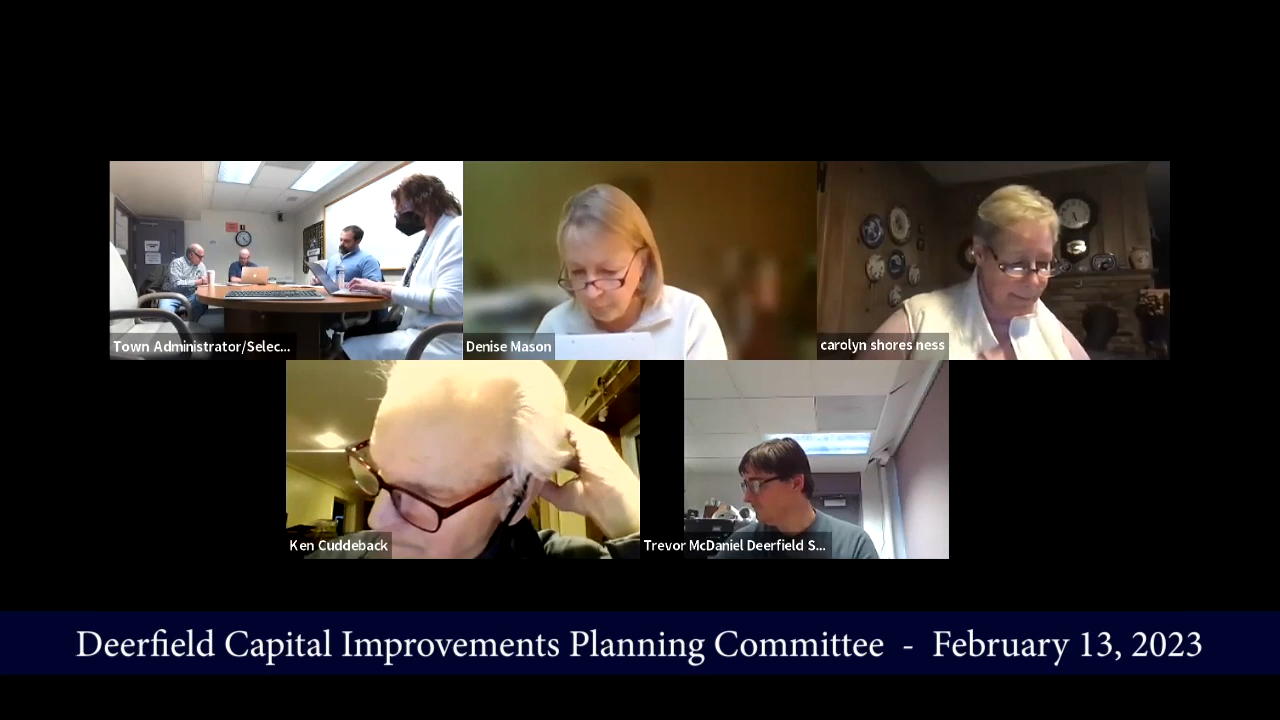 Town Administrator/Selec...
Denise Mason
carolyn shores ness
Ken Cuddeback
Trevor McDaniel Deerfield S...
Deerfield Capital Improvements Planning Committee - February 13, 2023